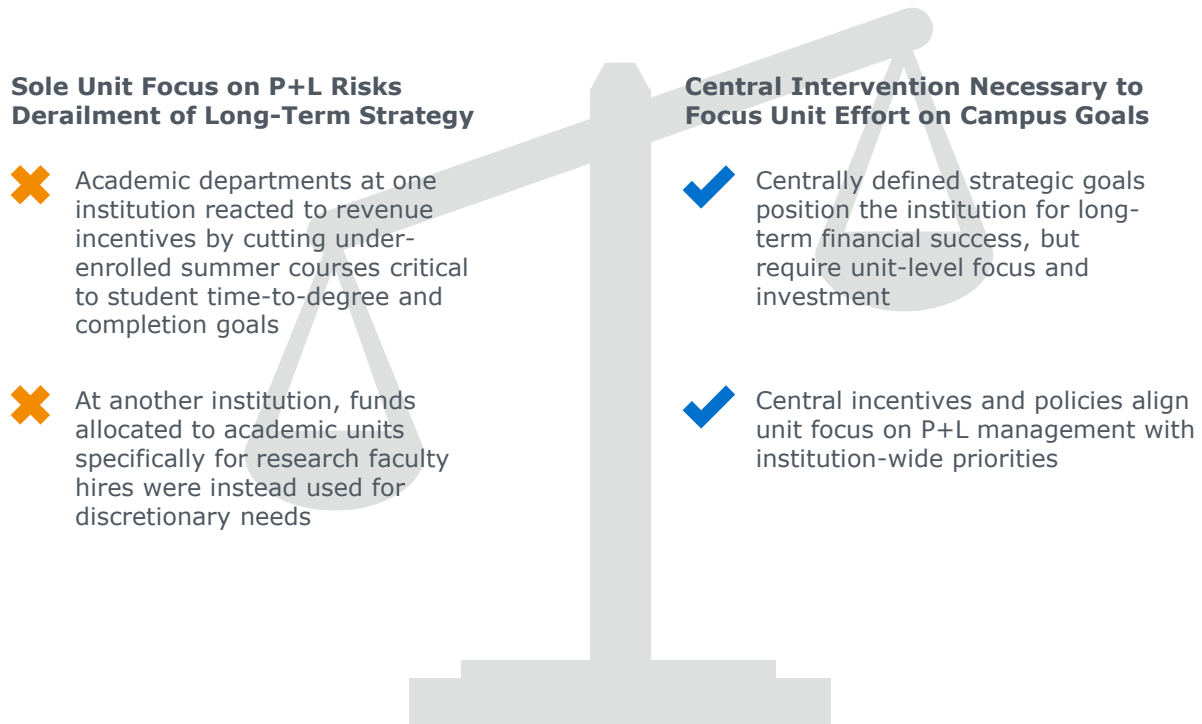 Sole Unit Focus on P+L Risks
Derailment of Long-Term Strategy
Academic departments at one
institution reacted to revenue
incentives by cutting under-
enrolled summer courses critical
to student time-to-degree and
completion goals
At another institution, funds
allocated to academic units
specifically for research faculty
hires were instead used for
discretionary needs
Central Intervention Necessary to
Focus Unit Effort on Campus Goals
Centrally defined strategic goals
position the institution for long-
term financial success, but
require unit-level focus and
investment
Central incentives and policies align
unit focus on P+L management with
institution-wide priorities